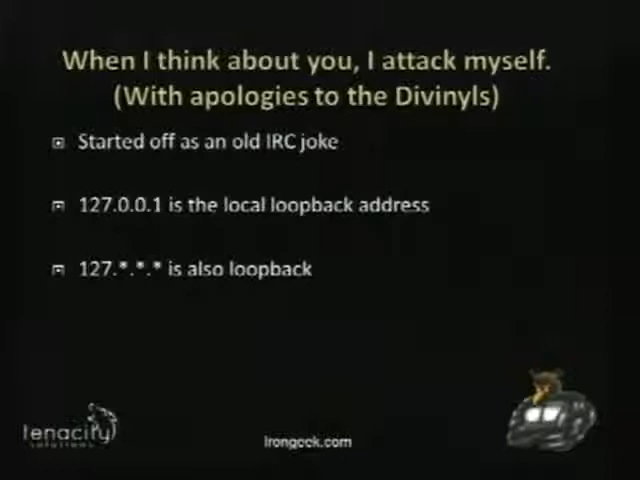 When I think about you, I attack myself.
(With apologies to the Divinyls)
Started off as an old IRC joke
127.0.0.1 is the local loopback address
127.*.*.* is also loopback
tenacity
solutions
Irongeek.com